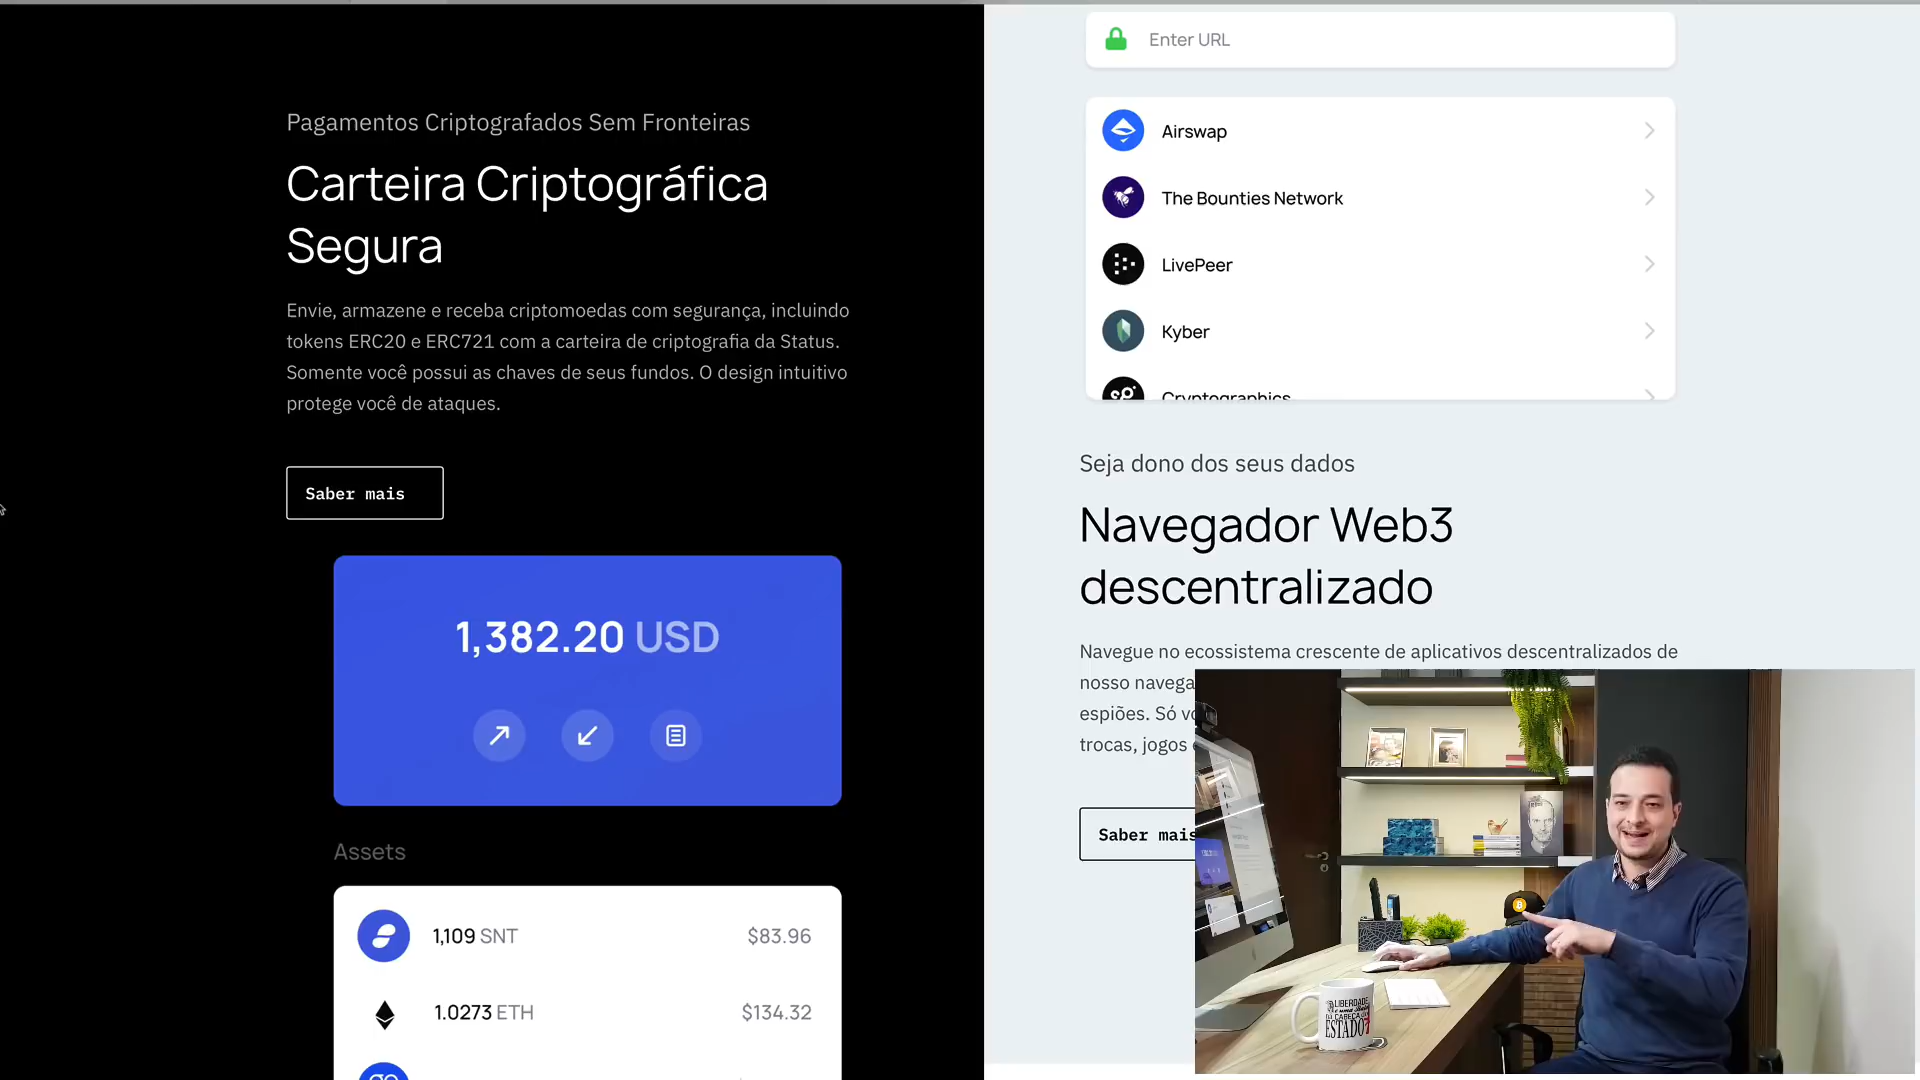 Pagamentos Criptografados Sem Fronteiras
Carteira Criptográfica
Segura
Envie, armazene e receba criptomoedas com segurança, incluindo
tokens ERC20 e ERC721 com a carteira de criptografia da Status.
Somente você possui as chaves de seus fundos. O design intuitivo
protege você de ataques.
Saber mais
1,382.20 USD
Assets
1,109 SNT
$83.96
1.0273 ETH
$134.32
Enter URL
Airswap
The Bounties Network
LivePeer
Kyber
Cryptographics
Seja dono dos seus dados
Navegador Web3
descentralizado
Navegue no ecossistema crescente de aplicativos descentralizados de
nosso navega
espiões. Só vo
trocas, jogos
Saber mais
LIBERDADE
NA CABEÇA
ESTADO